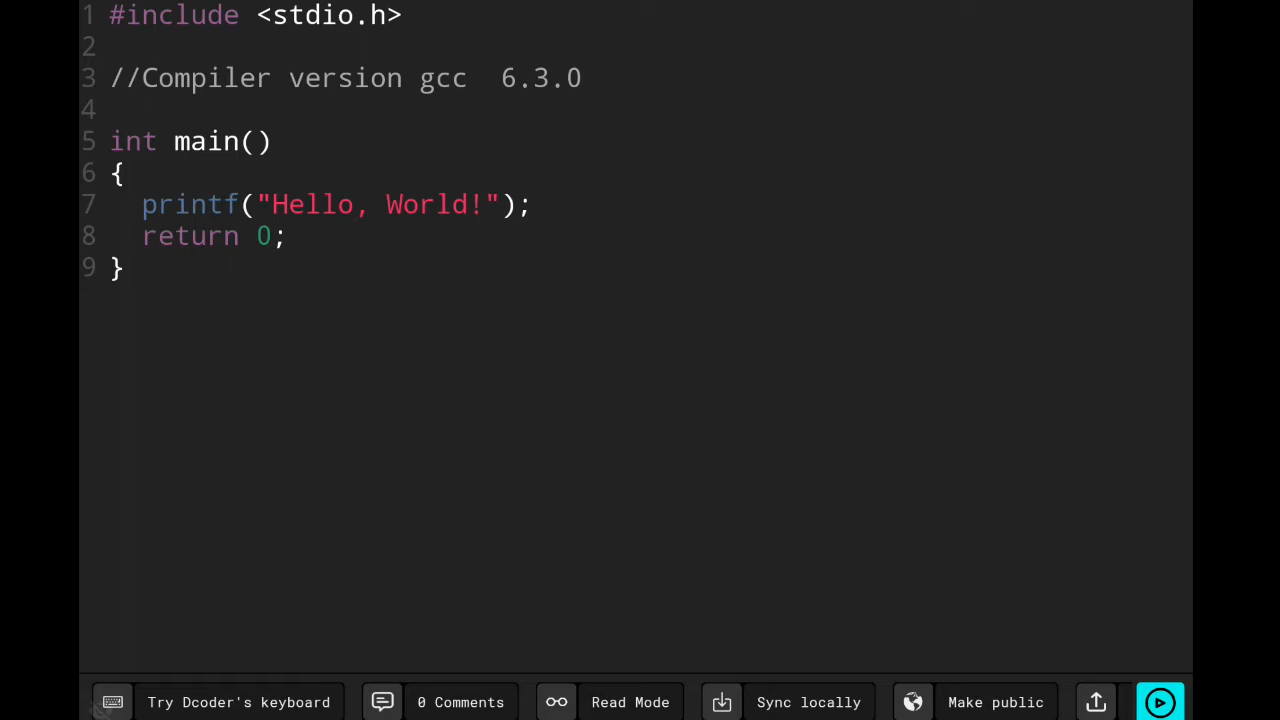 1 #include <stdio.h>
2
3 //Compiler version gcc  6.3.0
4
5 int main()
6 {
7   printf("Hello, World!");
8   return 0;
9 }
Try Dcoder's keyboard 0 Comments Read Mode Sync locally Make public